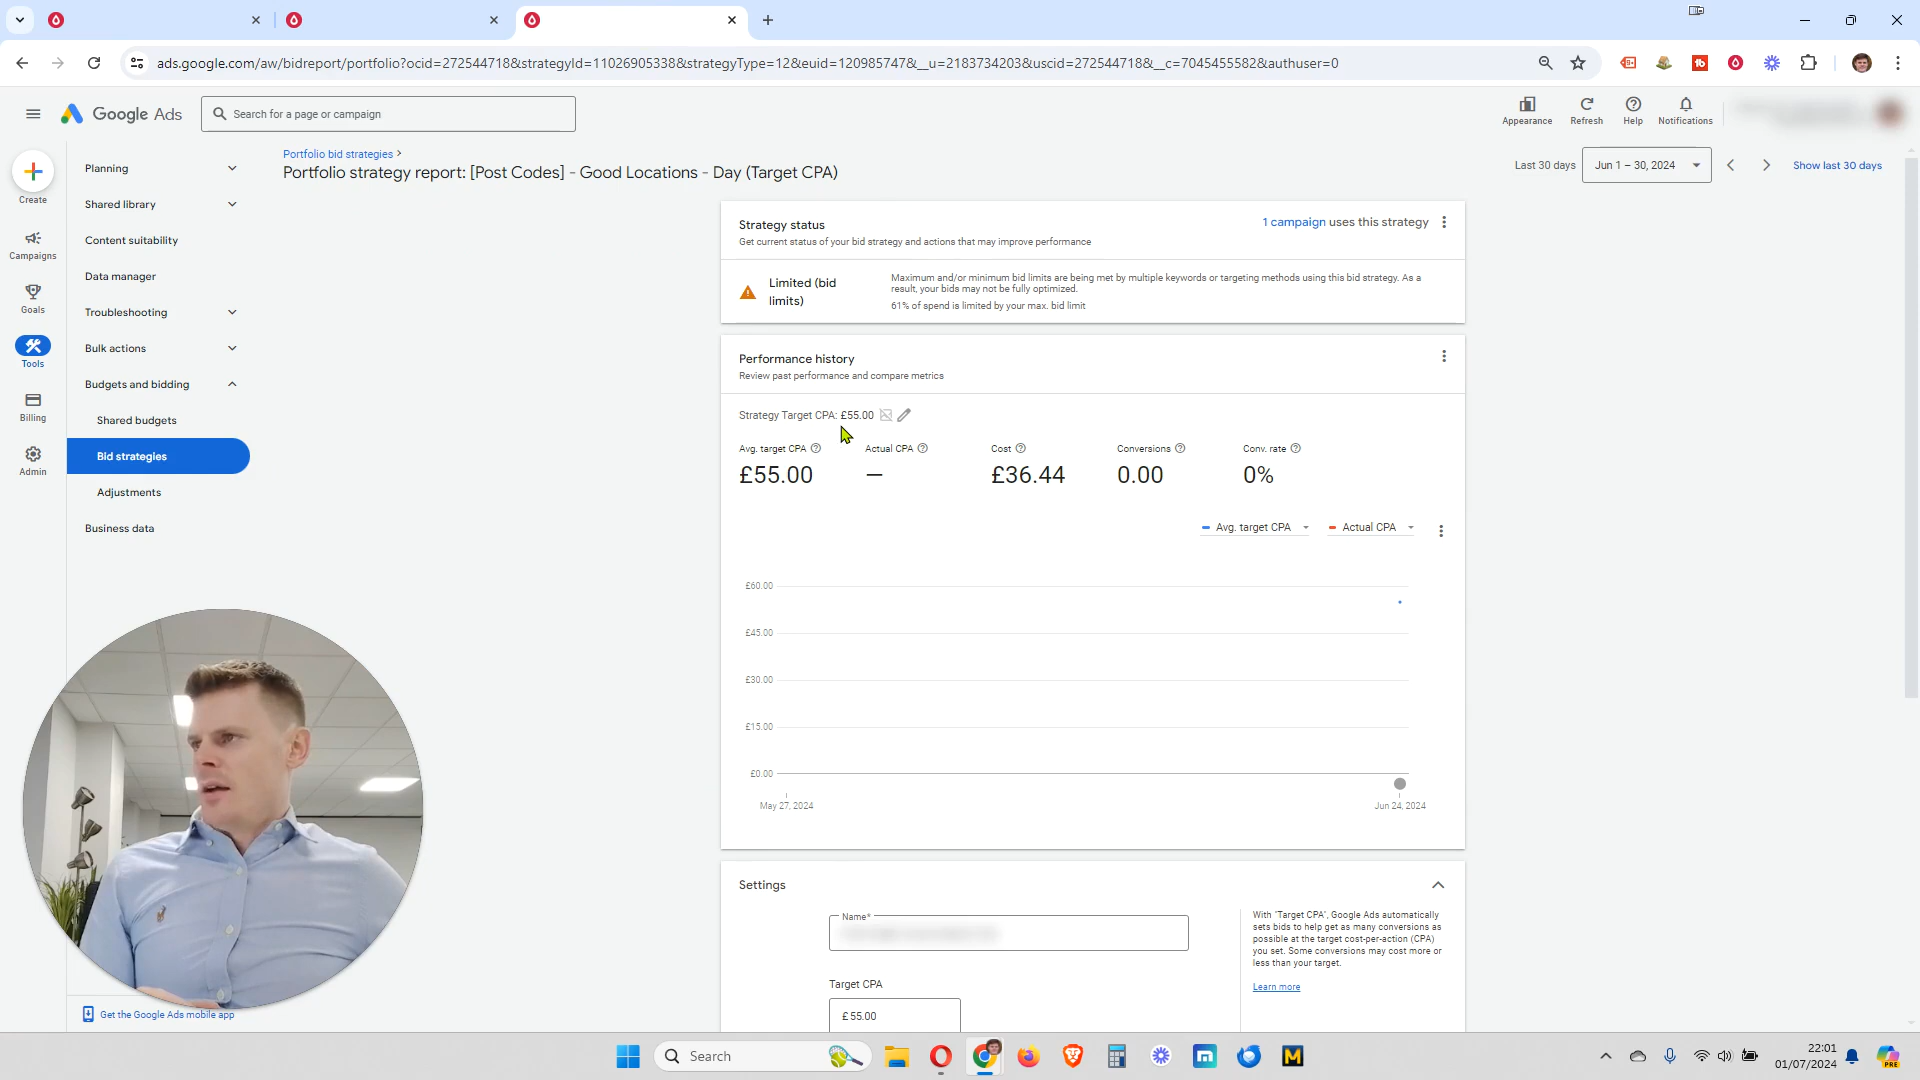 ads.google.com/aw/bidreport/portfolio?ocid=272544718&strategyId=11026905338&strategyType=12&euid=120985747&__u=2183734203&uscid=272544718&__c=7045455582&authuser=0
Google Ads
Search for a page or campaign
Appearance
Refresh
Help
Notifications
Create
Campaigns
Goals
Tools
Billing
Admin
Planning
Shared library
Content suitability
Data manager
Troubleshooting
Bulk actions
Budgets and bidding
Shared budgets
Bid strategies
Adjustments
Business data
Get the Google Ads mobile app
Portfolio bid strategies
Portfolio strategy report: [Post Codes] - Good Locations - Day (Target CPA)
Last 30 days
Jun 1 – 30, 2024
Show last 30 days
Strategy status
Get current status of your bid strategy and actions that may improve performance
1 campaign uses this strategy
Limited (bid
limits)
Maximum and/or minimum bid limits are being met by multiple keywords or targeting methods using this bid strategy. As a
result, your bids may not be fully optimized.
61% of spend is limited by your max. bid limit
Performance history
Review past performance and compare metrics
Strategy Target CPA: £55.00
Avg. target CPA
£55.00
Actual CPA
—
Cost
£36.44
Conversions
0.00
Conv. rate
0%
Avg. target CPA
Actual CPA
£60.00
£45.00
£30.00
£15.00
£0.00
May 27, 2024
Jun 24, 2024
Settings
Name*
Target CPA
£ 55.00
With "Target CPA", Google Ads automatically
sets bids to help get as many conversions as
possible at the target cost-per-action (CPA)
you set. Some conversions may cost more or
less than your target.
Learn more
Search
22:01
01/07/2024